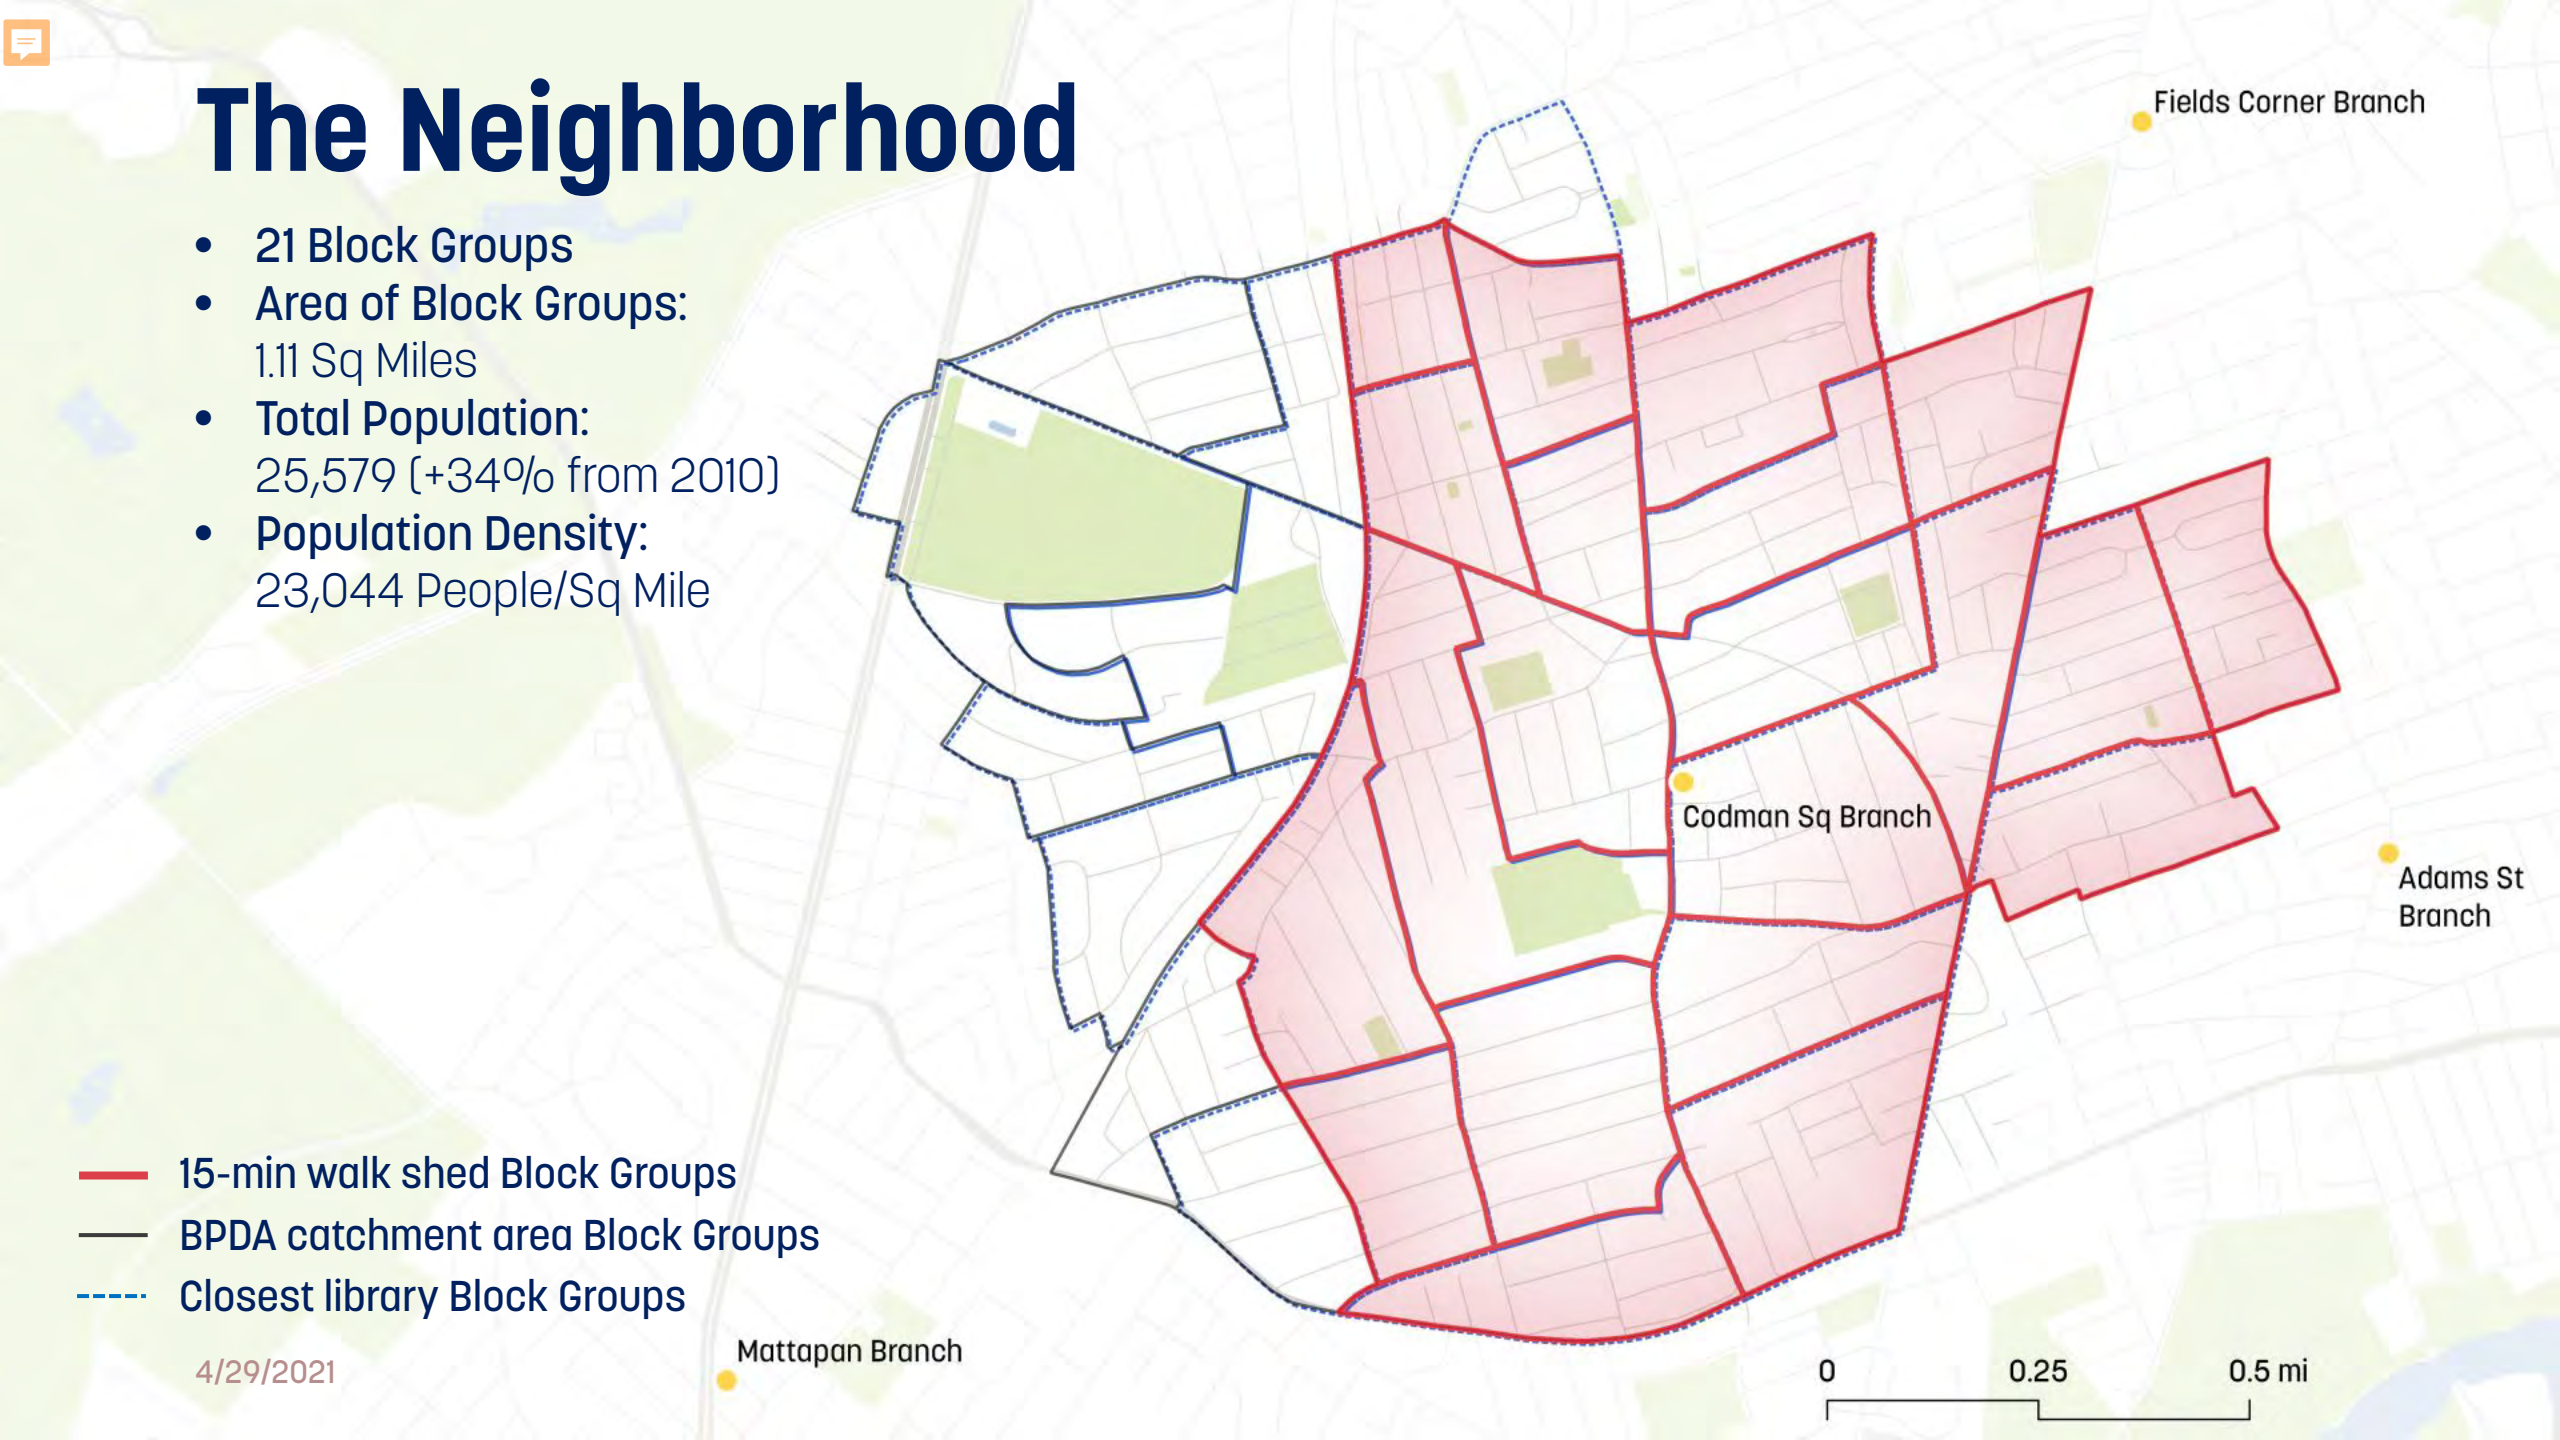 The Neighborhood
• 21 Block Groups
• Area of Block Groups:
1.11 Sq Miles
• Total Population:
25,579 (+34% from 2010)
• Population Density:
23,044 People/Sq Mile
Fields Corner Branch
Codman Sq Branch
Adams St
Branch
15-min walk shed Block Groups
BPDA catchment area Block Groups
Closest library Block Groups
Mattapan Branch
4/29/2021
0 0.25 0.5 mi